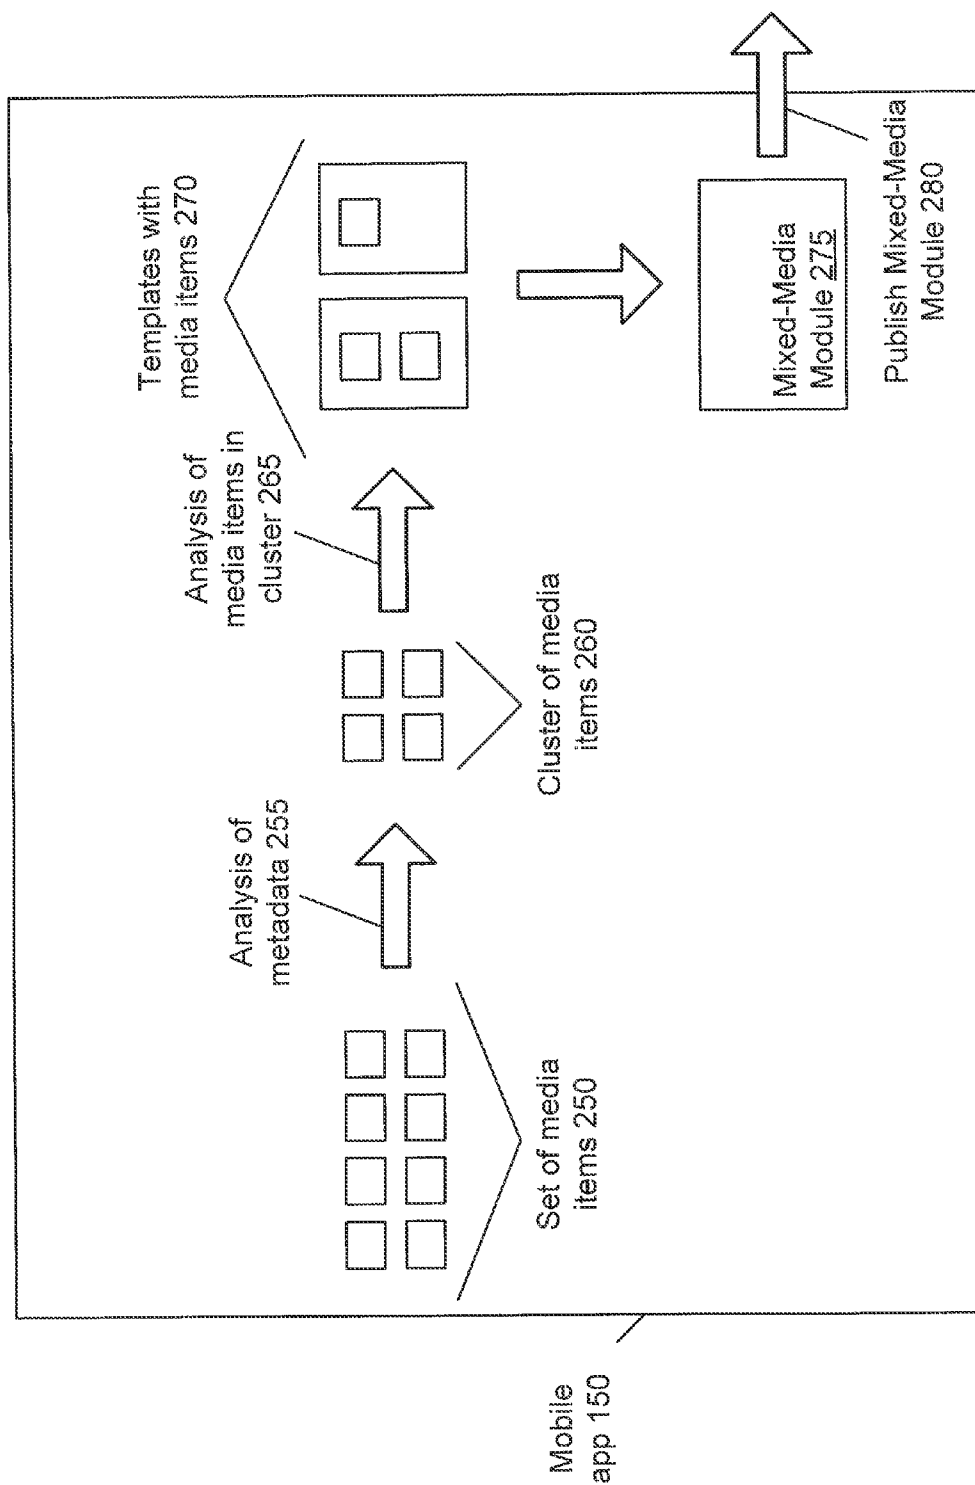 Mobile
app 150
Set of media
items 250
Analysis of
metadata 255
Cluster of media
items 260
Analysis of
media items in
cluster 265
Templates with
media items 270
Mixed-Media
Module 275
Publish Mixed-Media
Module 280